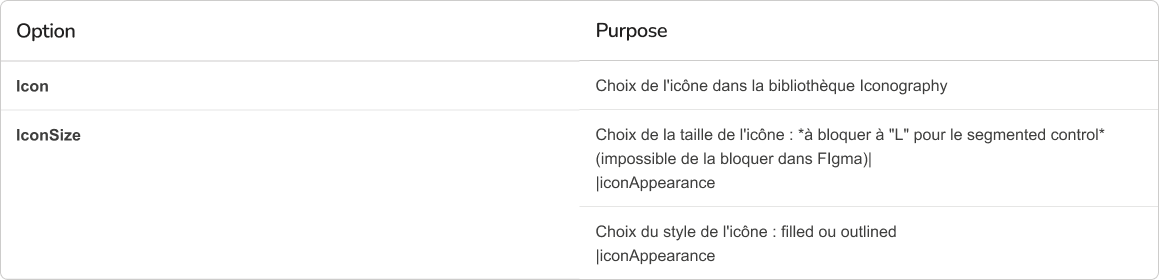 Option
Purpose
Icon
Choix de l'icône dans la bibliothèque Iconography
IconSize
Choix de la taille de l'icône : *à bloquer à "L" pour le segmented control*
(impossible de la bloquer dans FIgma)|
|iconAppearance
Choix du style de l'icône : filled ou outlined
|iconAppearance